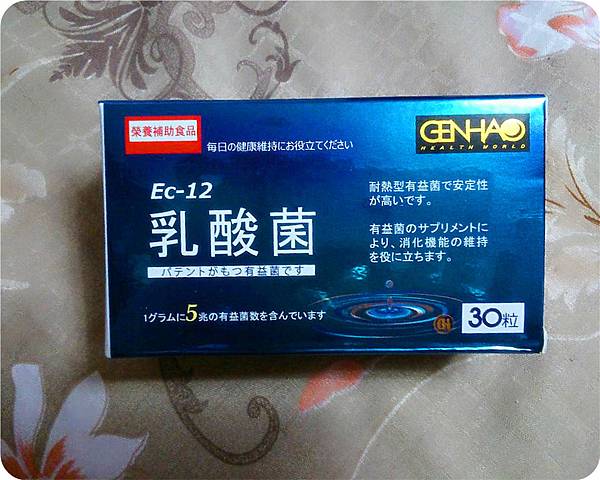 栄養補助食品
毎日の健康維持にお役立てください
GENHAO
HEALTH WORLD
Ec-12
乳酸菌
パテントがもつ有益菌です
1グラムに5兆の有益菌数を含んでいます
耐熱型有益菌で安定性
が高いです。
有益菌のサプリメントに
より、消化機能の維持
を役に立ちます。
30粒